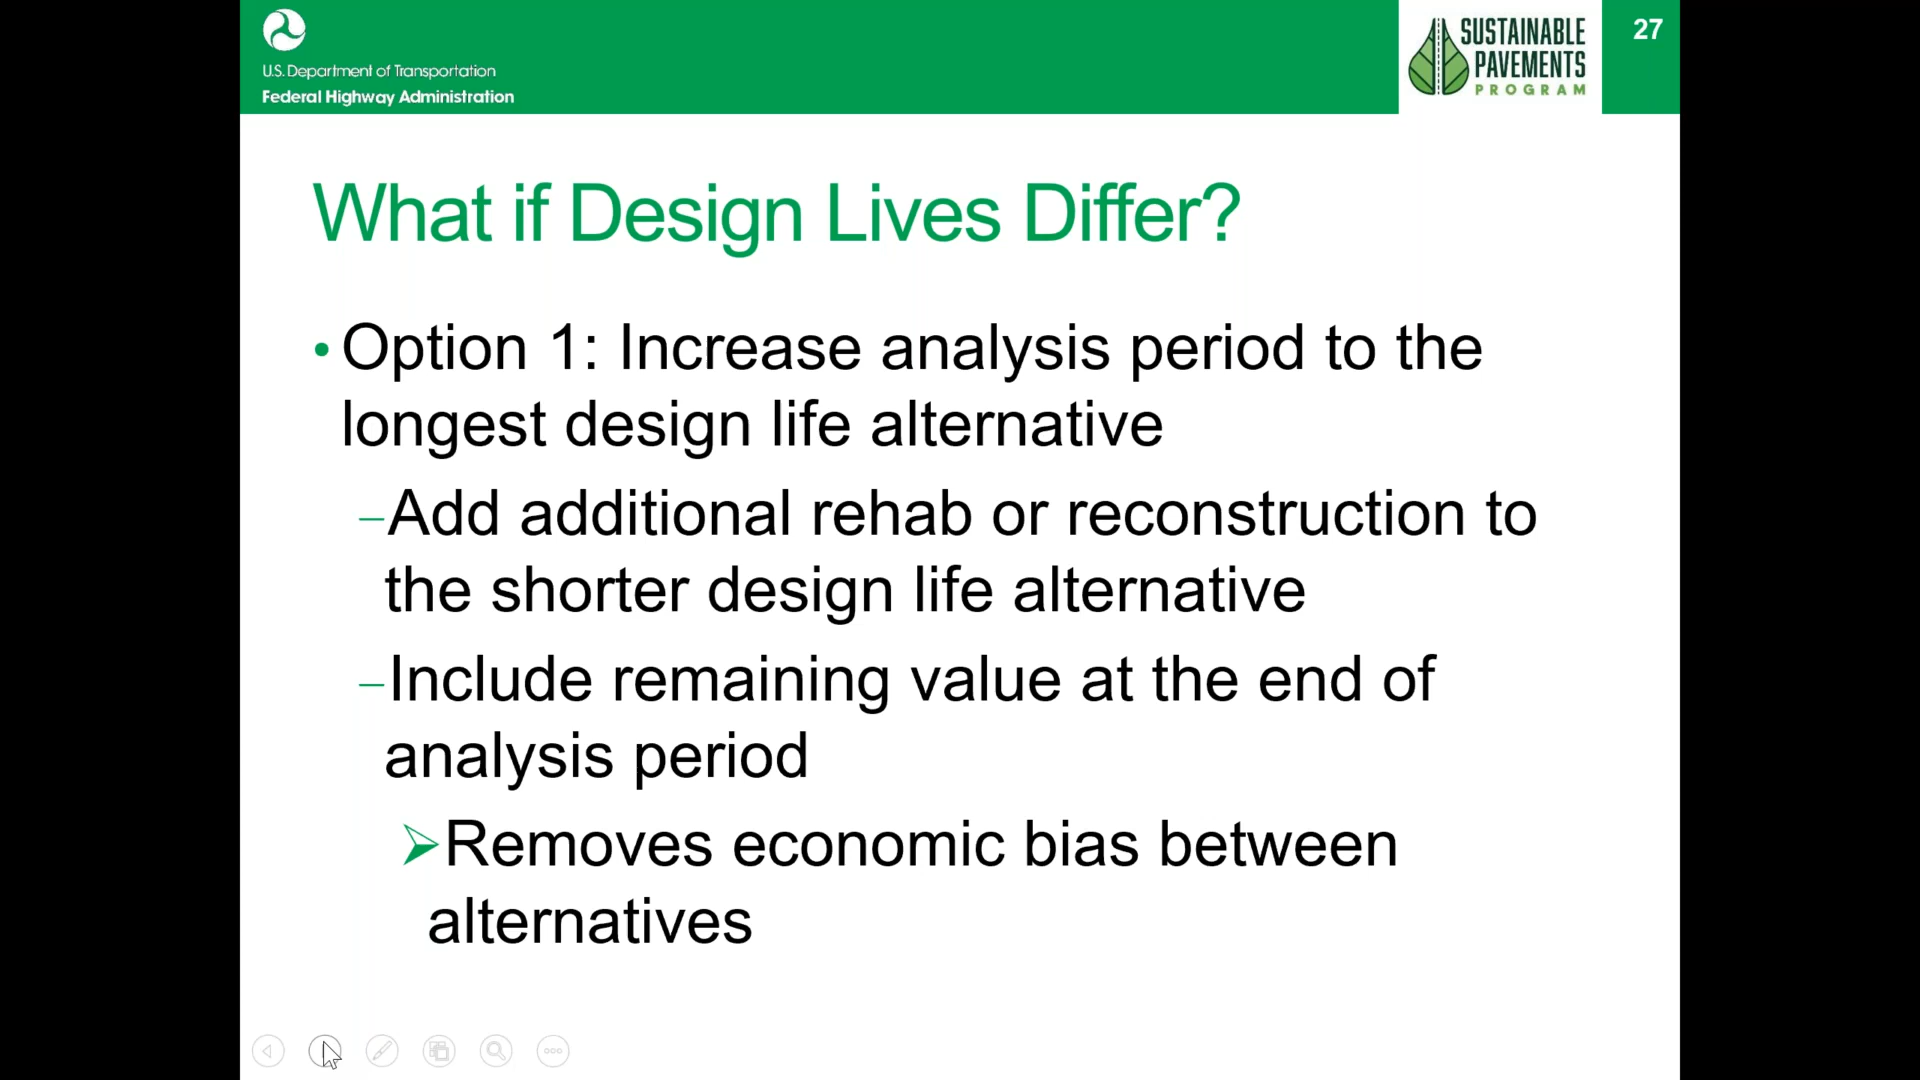 U.S. Department of Transportation
Federal Highway Administration
SUSTAINABLE
PAVEMENTS
PROGRAM
27
What if Design Lives Differ?
• Option 1: Increase analysis period to the
longest design life alternative
–Add additional rehab or reconstruction to
the shorter design life alternative
–Include remaining value at the end of
analysis period
➢Removes economic bias between
alternatives